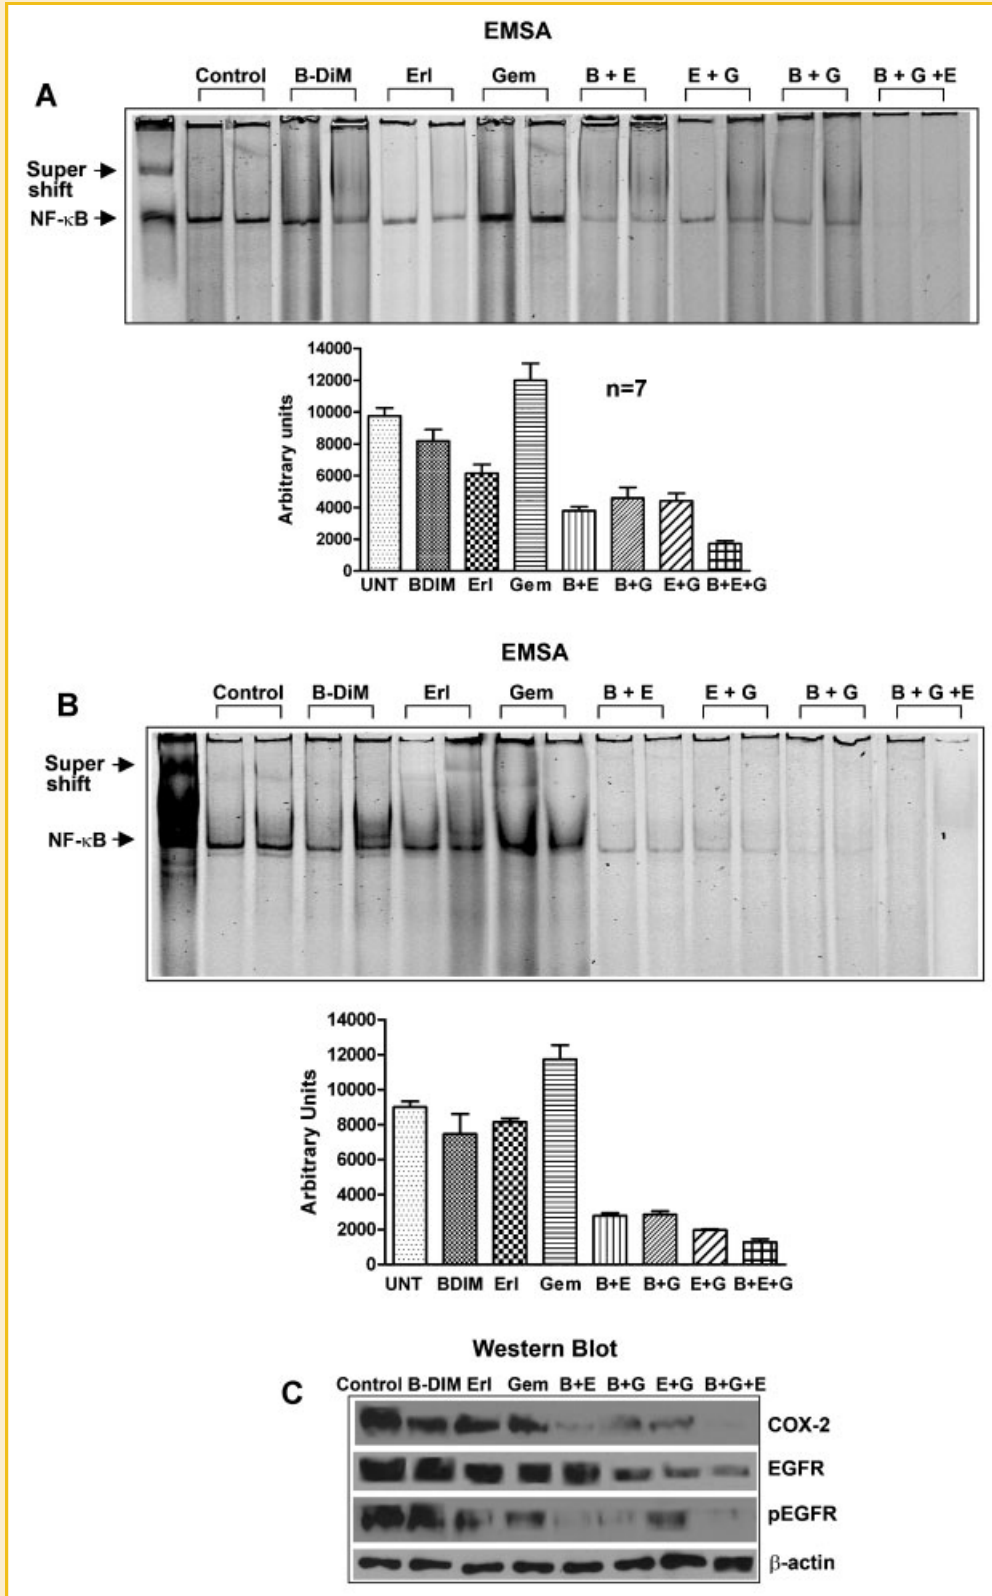 EMSA
Control B-DiM Erl Gem B + E E + G B + G B + G +E
A
Super shift
NF-κB
14000
12000
10000
8000
6000
4000
2000
0
Arbitrary units
n=7
UNT BDIM Erl Gem B+E B+G E+G B+E+G
EMSA
Control B-DiM Erl Gem B + E E + G B + G B + G +E
B
Super shift
NF-κB
14000
12000
10000
8000
6000
4000
2000
0
Arbitrary Units
UNT BDIM Erl Gem B+E B+G E+G B+E+G
Western Blot
C
Control B-DIM Erl Gem B+E B+G E+G B+G+E
COX-2
EGFR
pEGFR
β-actin